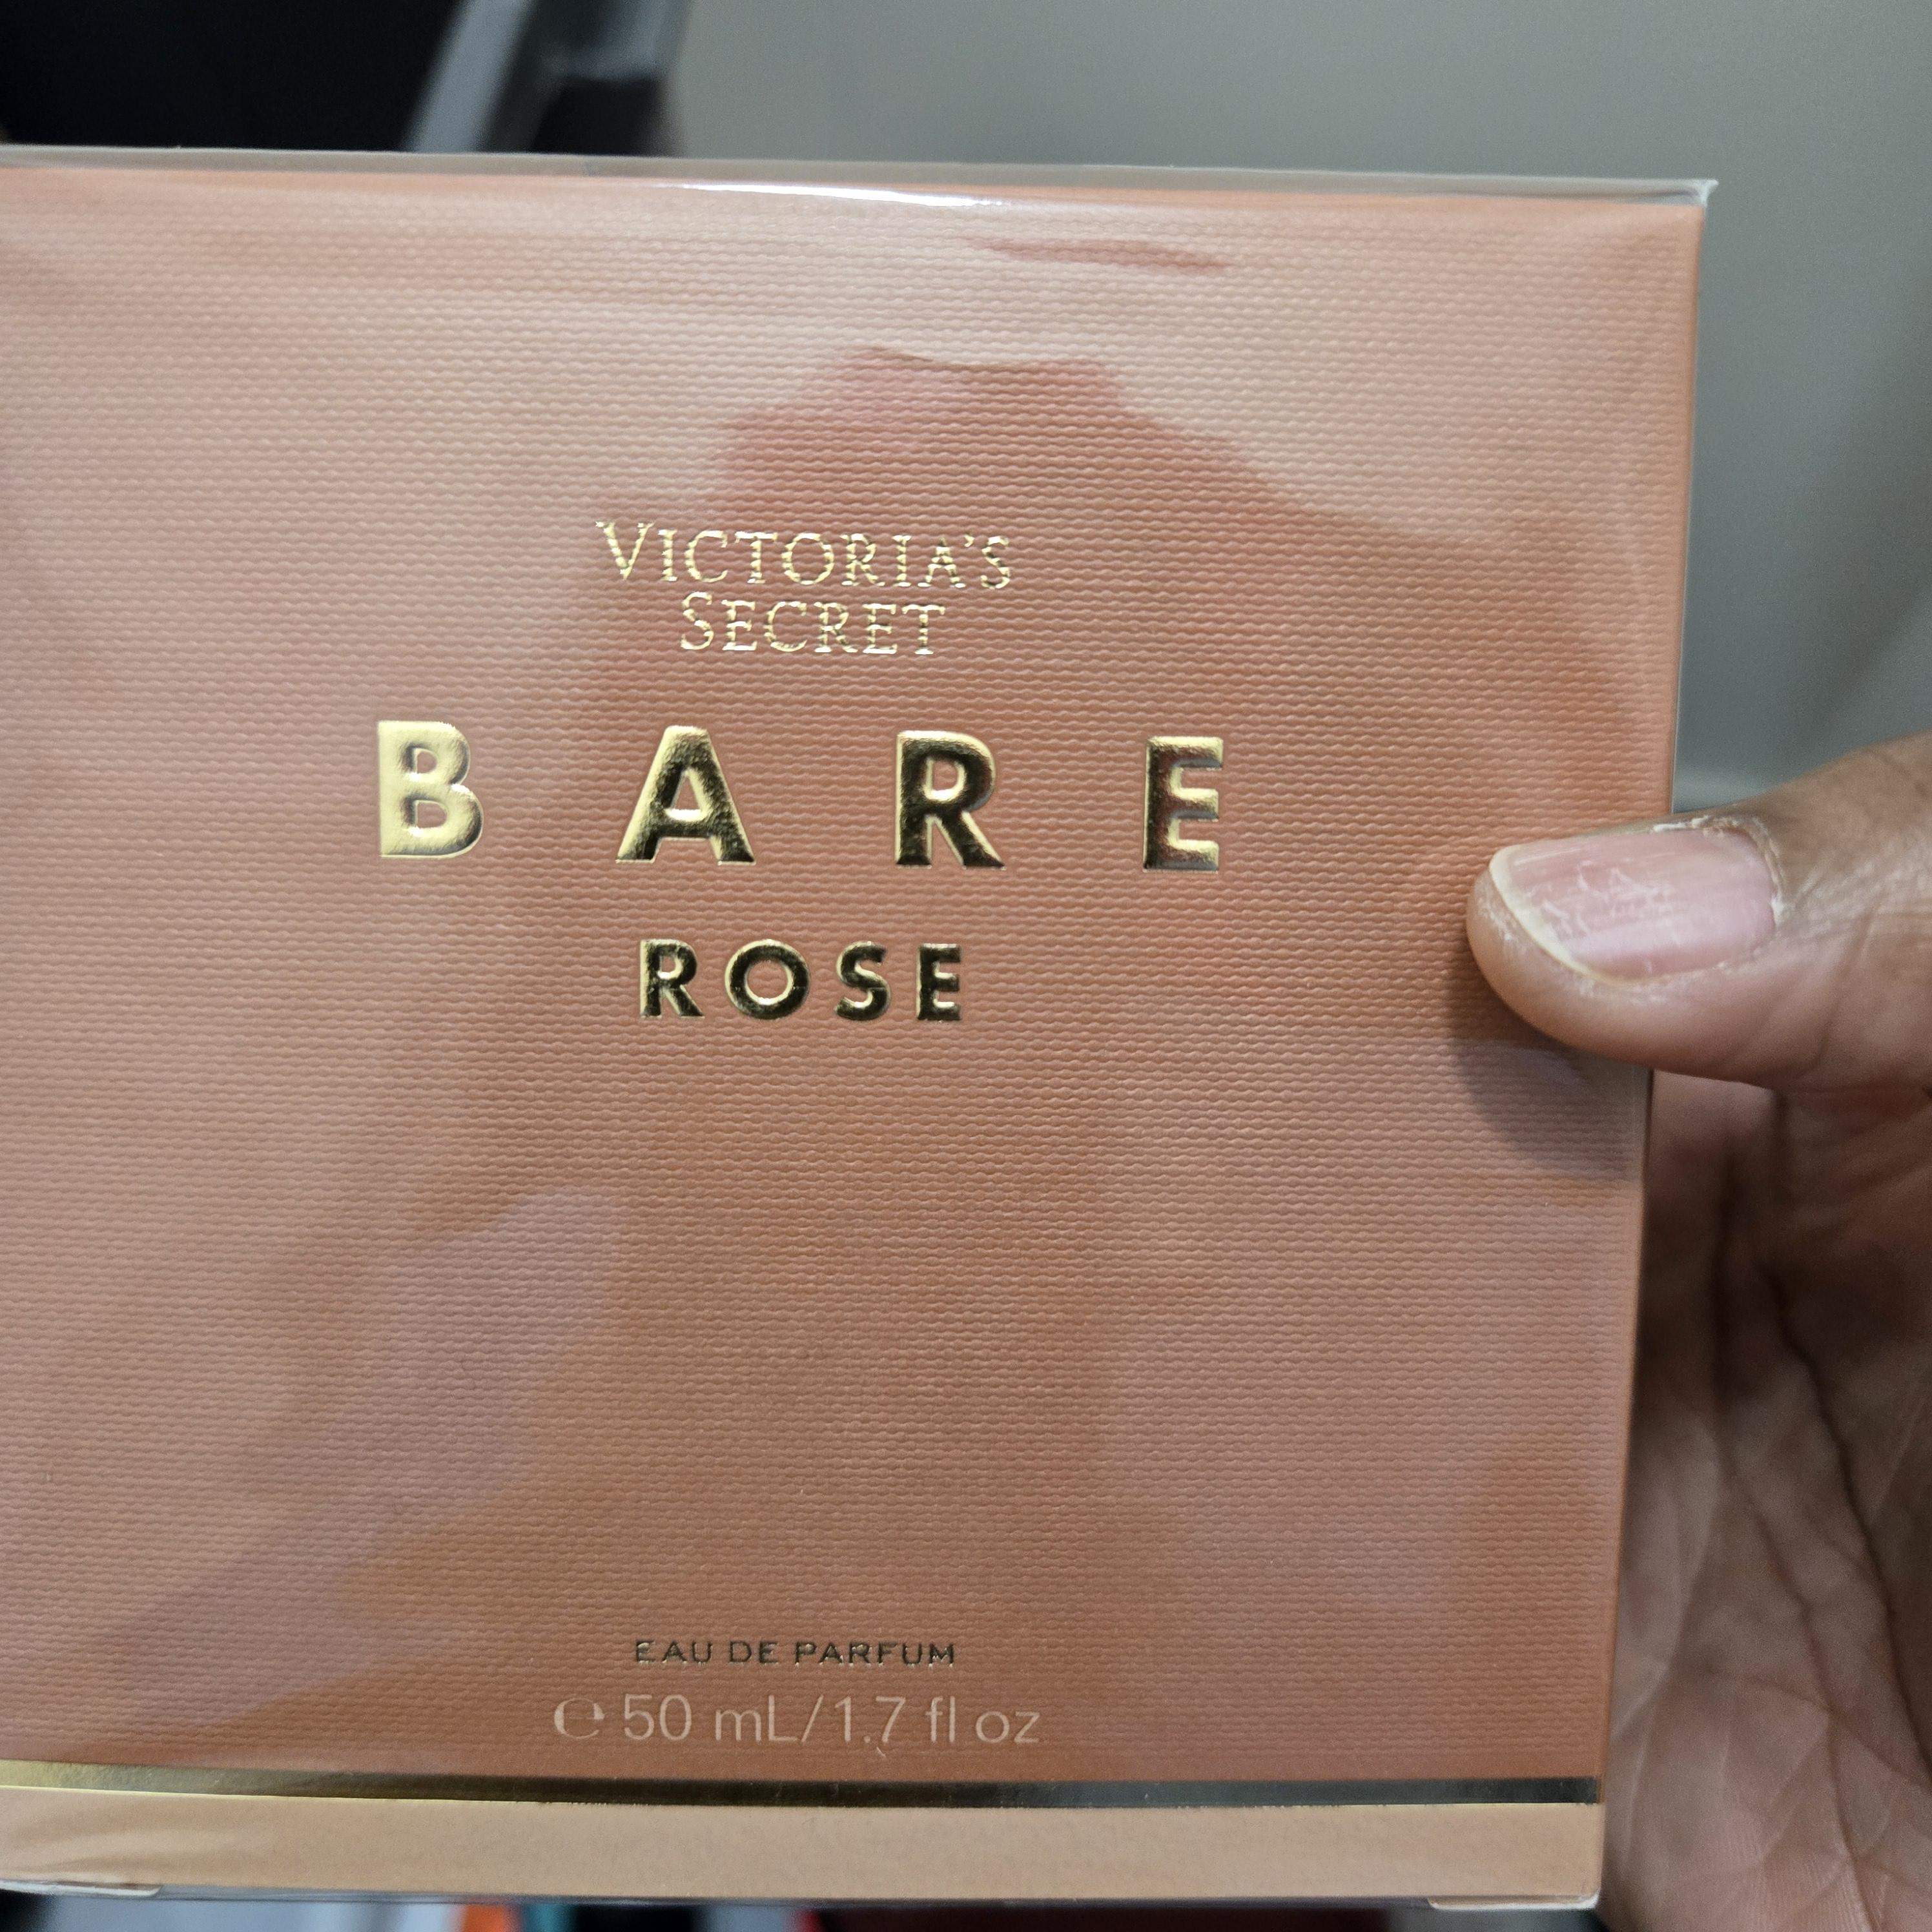 VICTORIA'S
SECRET
BARE
ROSE
EAU DE PARFUM
℮ 50 mL/1.7 fl oz